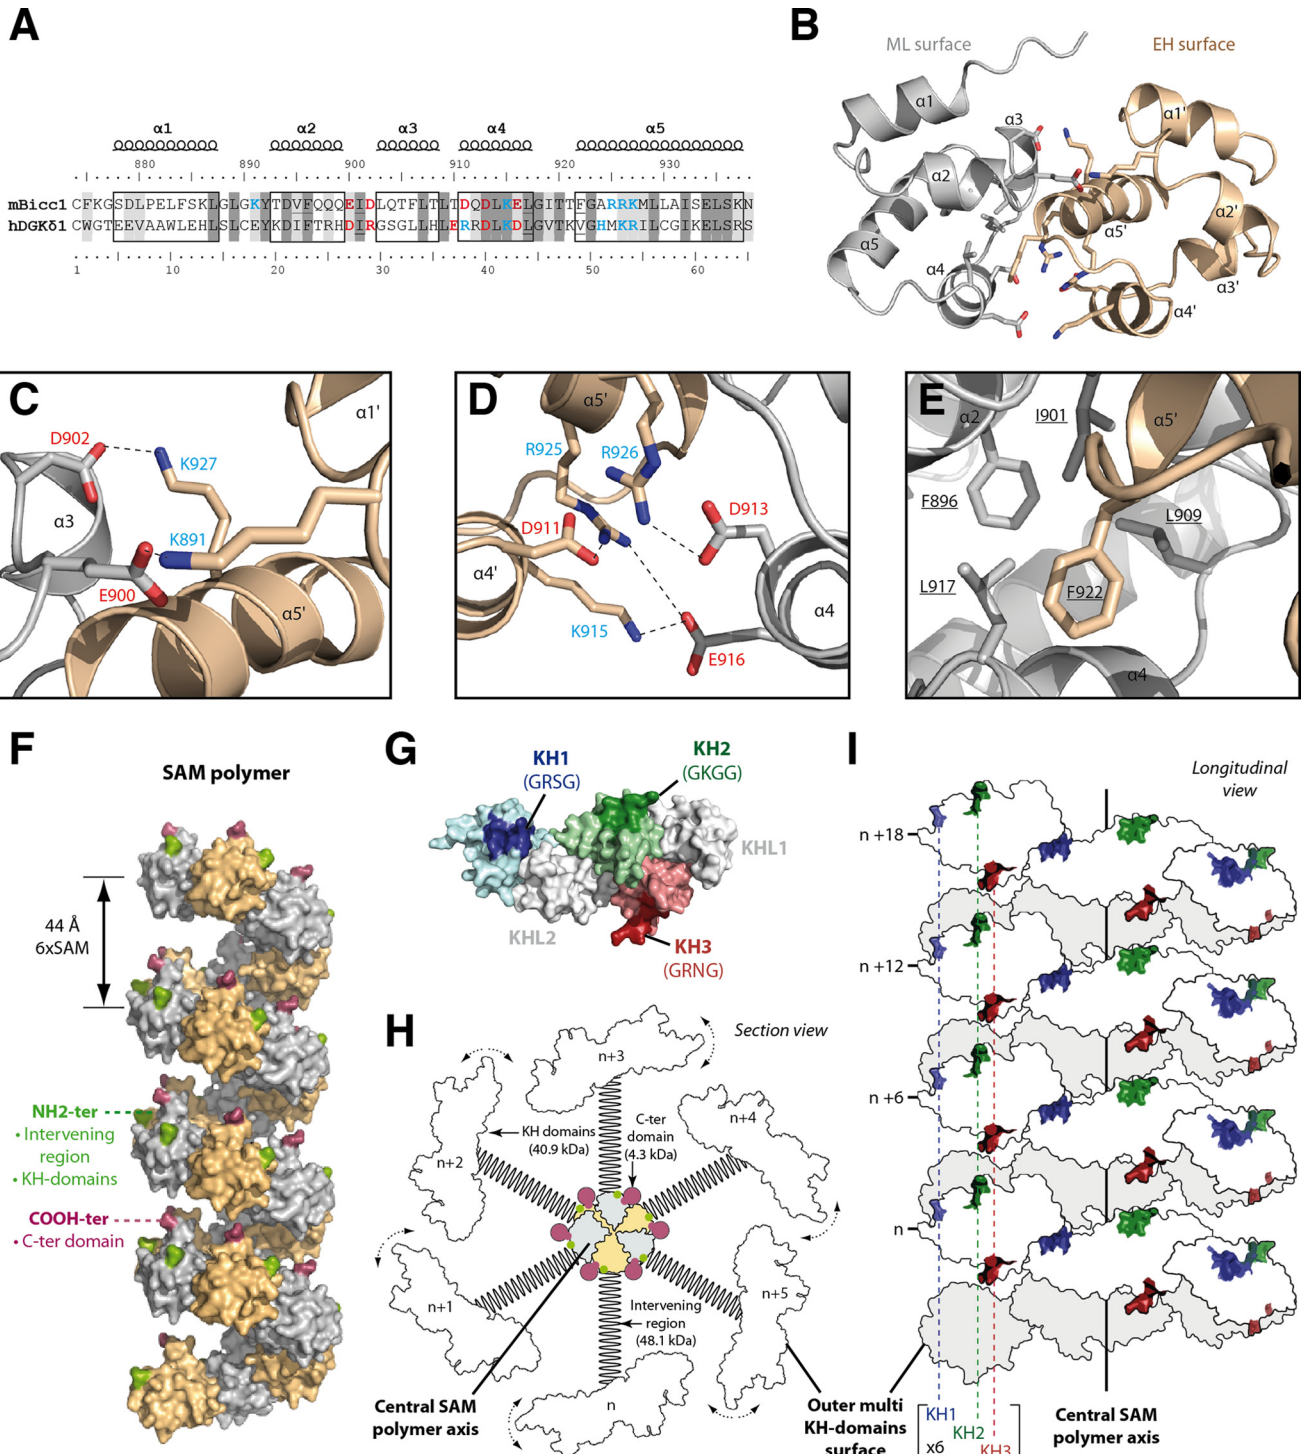 A
α1
α2
α3
α4
α5
880
890
900
910
920
930
mBicc1 CFKGSDLPELFSKLGLGKYTDVFQQQEIDLQTFLTLTDQDLKELGITTFGARRKMLLAISELSKN
hDGKδ1 CWGTEEVAAWLEHLSLCEYKDIFTRHDIRGSGLLHLERRDLKDLGVTKVGHMKRILCGIKELSRS
1
10
20
30
40
50
60
B
ML surface
EH surface
α1
α3
α1'
α2
α2'
α5
α5'
α4
α3'
α4'
C
D902
K927
α1'
α3
K891
E900
α5'
D
α5'
R925
R926
D911
D913
α4'
K915
α4
E916
E
α2
I901
α5'
F896
L909
L917
F922
α4
F
SAM polymer
44 Å
6xSAM
NH2-ter
• Intervening
region
• KH-domains
COOH-ter
• C-ter domain
G
KH1
(GRSG)
KH2
(GKGG)
KHL1
KHL2
KH3
(GRNG)
H
Section view
n+3
n+4
C-ter
domain
(4.3 kDa)
KH domains
(40.9 kDa)
n+2
n+1
n+5
Intervening
region
(48.1 kDa)
n
Central SAM
polymer axis
Outer multi
KH-domains
surface
I
Longitudinal
view
n +18
n +12
n +6
n
KH1
KH2
x6
KH3
Central SAM
polymer axis